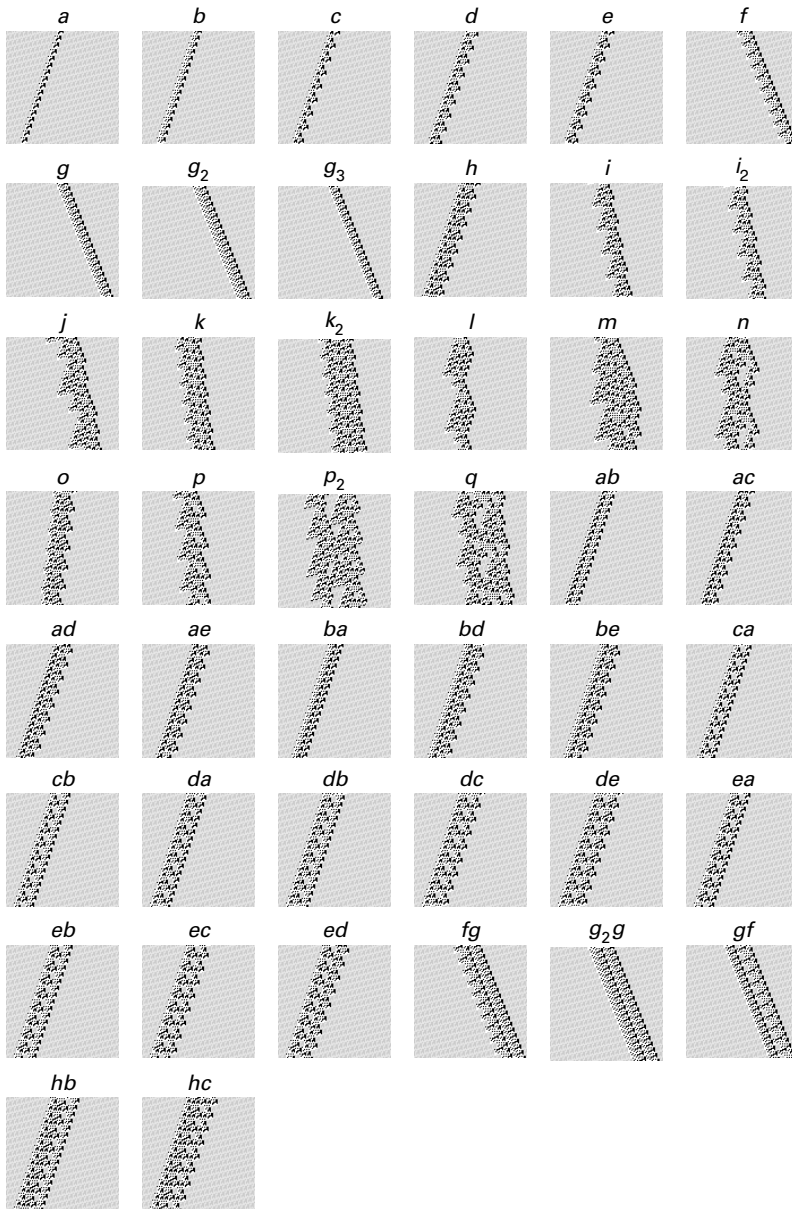 a b c d e f
g g₂ g₃ h i i₂
j k k₂ l m n
o p p₂ q ab ac
ad ae ba bd be ca
cb da db dc de ea
eb ec ed fg g₂g gf
hb hc